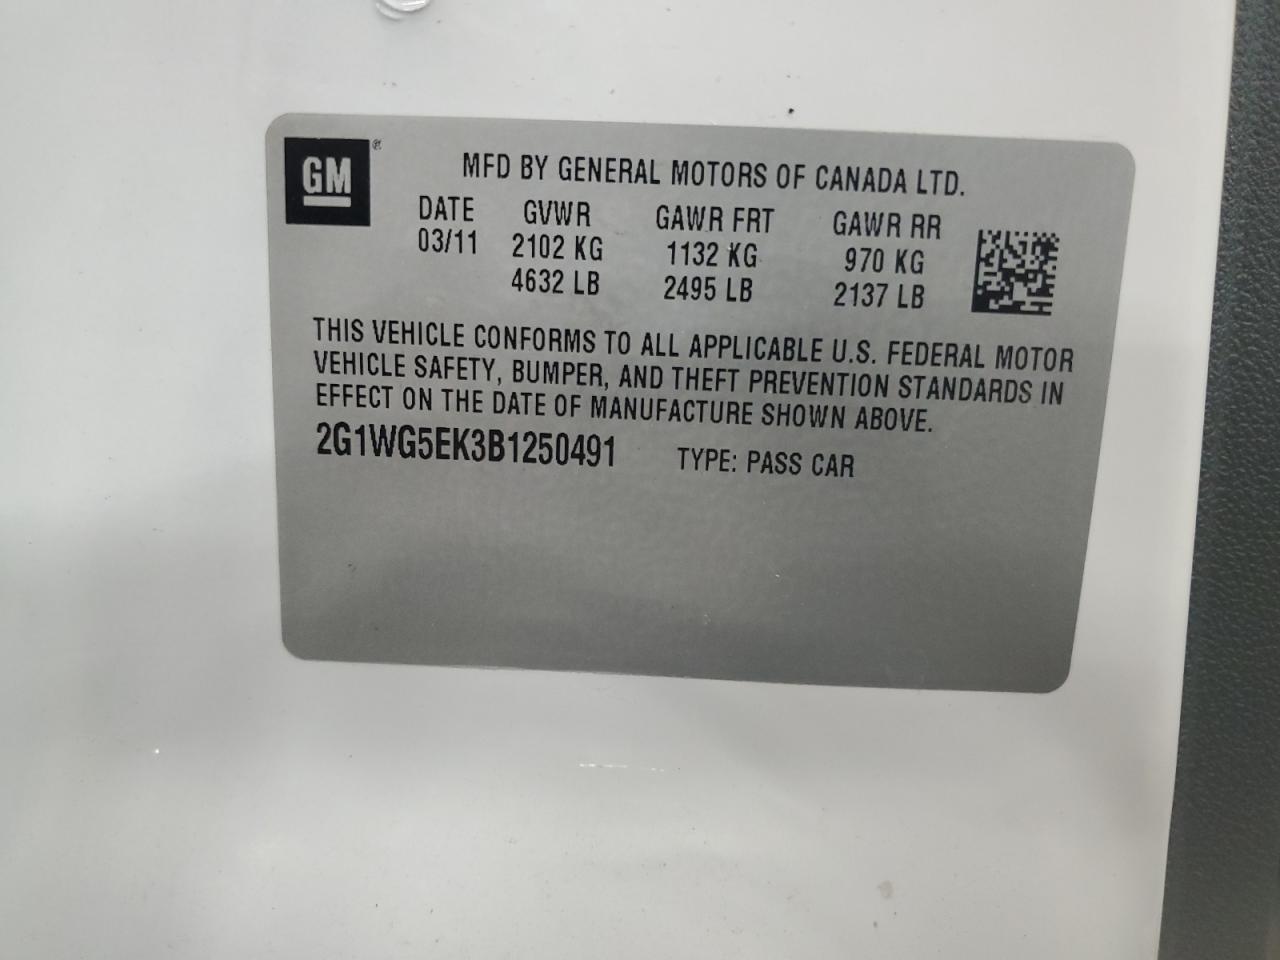 GM®
MFD BY GENERAL MOTORS OF CANADA LTD.
DATE GVWR GAWR FRT GAWR RR
03/11 2102 KG 1132 KG 970 KG
4632 LB 2495 LB 2137 LB
THIS VEHICLE CONFORMS TO ALL APPLICABLE U.S. FEDERAL MOTOR
VEHICLE SAFETY, BUMPER, AND THEFT PREVENTION STANDARDS IN
EFFECT ON THE DATE OF MANUFACTURE SHOWN ABOVE.
2G1WG5EK3B1250491 TYPE: PASS CAR